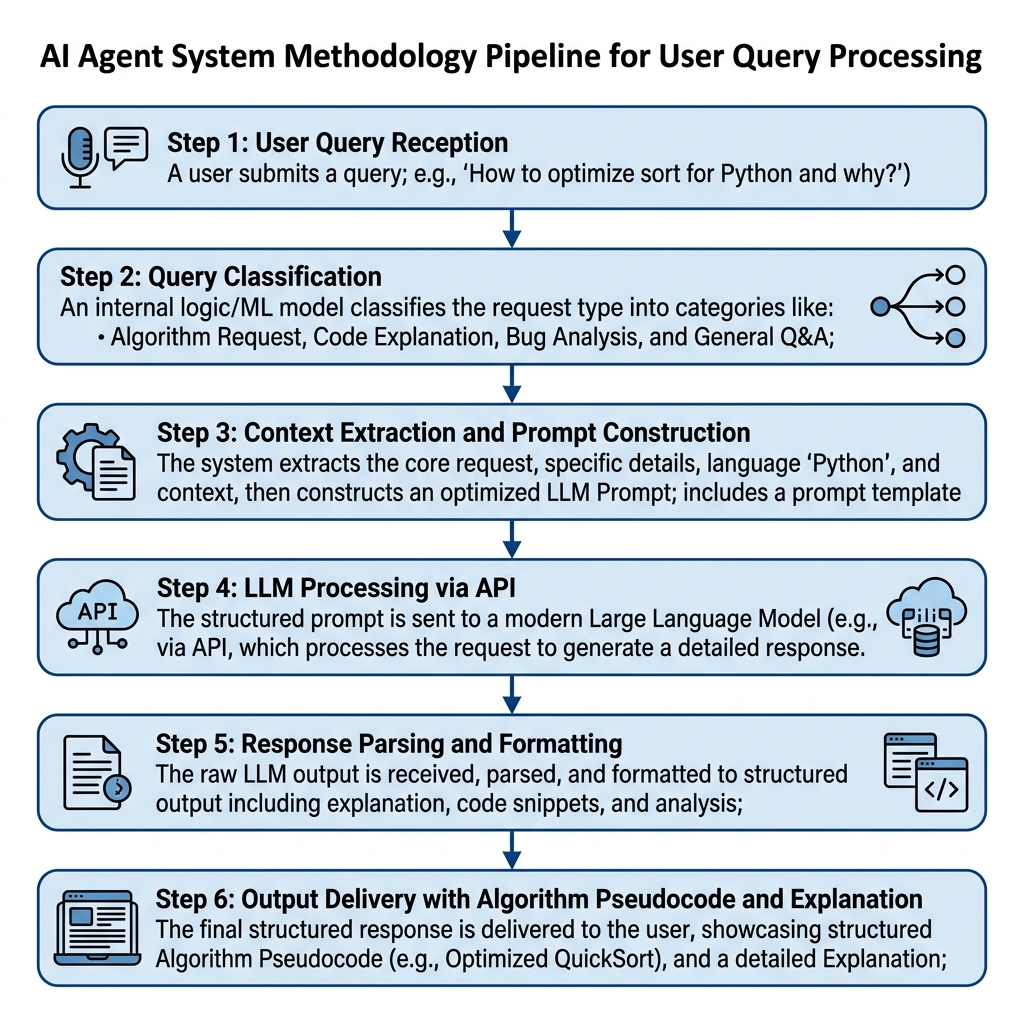 AI Agent System Methodology Pipeline for User Query Processing
Step 1: User Query Reception
A user submits a query; e.g., ‘How to optimize sort for Python and why?’)
Step 2: Query Classification
An internal logic/ML model classifies the request type into categories like:
• Algorithm Request, Code Explanation, Bug Analysis, and General Q&A;
Step 3: Context Extraction and Prompt Construction
The system extracts the core request, specific details, language ‘Python’, and
context, then constructs an optimized LLM Prompt; includes a prompt template
API
Step 4: LLM Processing via API
The structured prompt is sent to a modern Large Language Model (e.g.,
via API, which processes the request to generate a detailed response.
Step 5: Response Parsing and Formatting
The raw LLM output is received, parsed, and formatted to structured
output including explanation, code snippets, and analysis;
</>
Step 6: Output Delivery with Algorithm Pseudocode and Explanation
The final structured response is delivered to the user, showcasing structured
Algorithm Pseudocode (e.g., Optimized QuickSort), and a detailed Explanation;